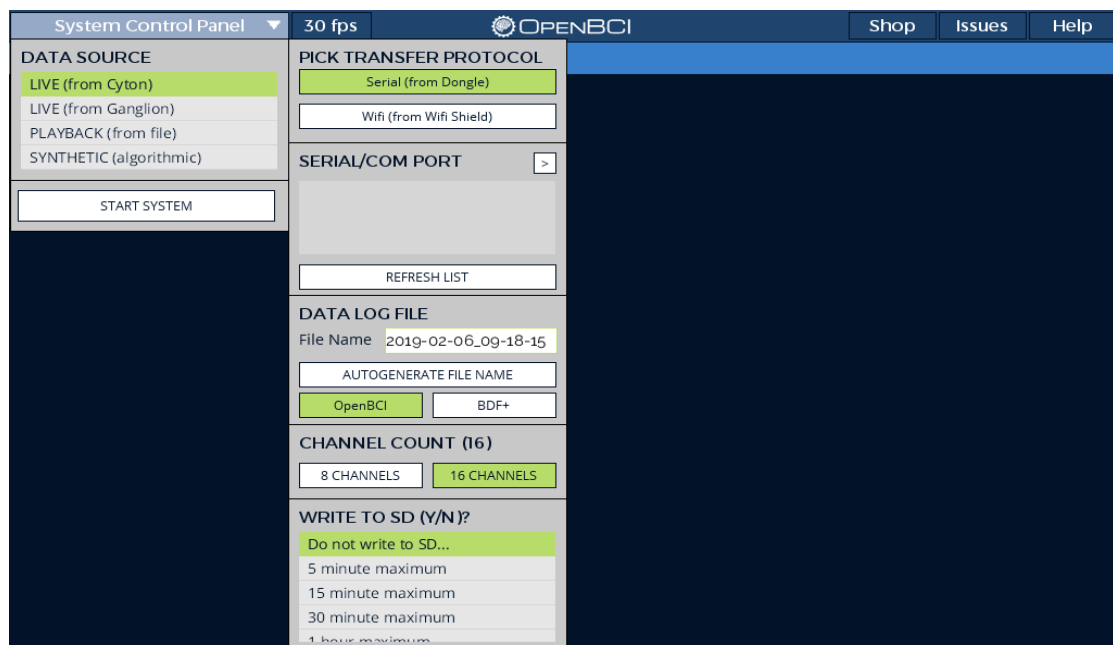 System Control Panel
30 fps
OpenBCI
Shop
Issues
Help
DATA SOURCE
LIVE (from Cyton)
LIVE (from Ganglion)
PLAYBACK (from file)
SYNTHETIC (algorithmic)
START SYSTEM
PICK TRANSFER PROTOCOL
Serial (from Dongle)
Wifi (from Wifi Shield)
SERIAL/COM PORT >
REFRESH LIST
DATA LOG FILE
File Name 2019-02-06_09-18-15
AUTOGENERATE FILE NAME
OpenBCI BDF+
CHANNEL COUNT (16)
8 CHANNELS 16 CHANNELS
WRITE TO SD (Y/N)?
Do not write to SD...
5 minute maximum
15 minute maximum
30 minute maximum
1 hour maximum